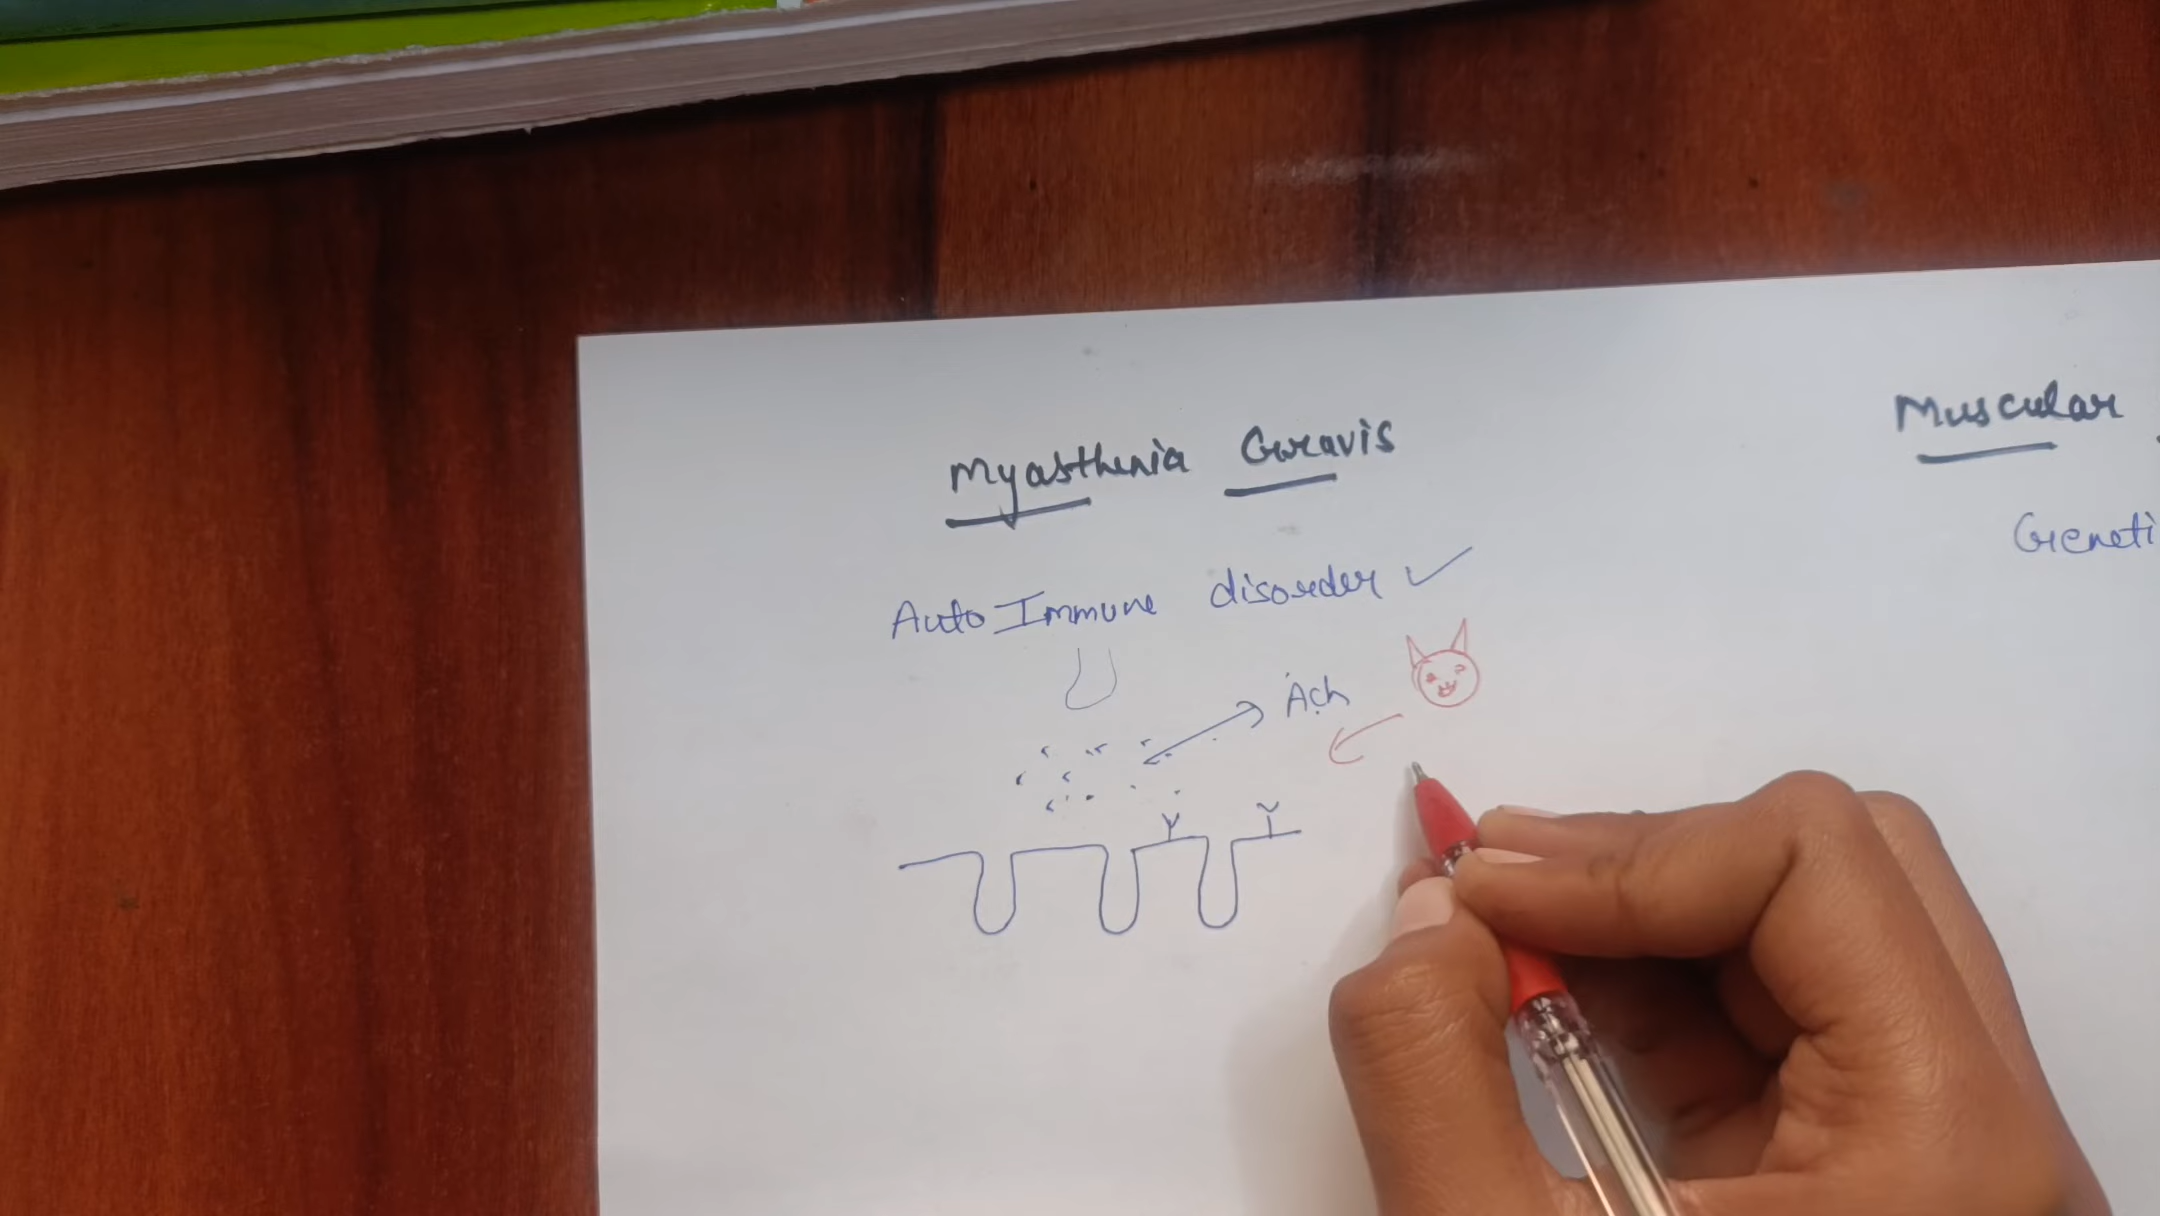 Myasthenia Gravis
Auto Immune disorder
Ach
Muscular
Geneti